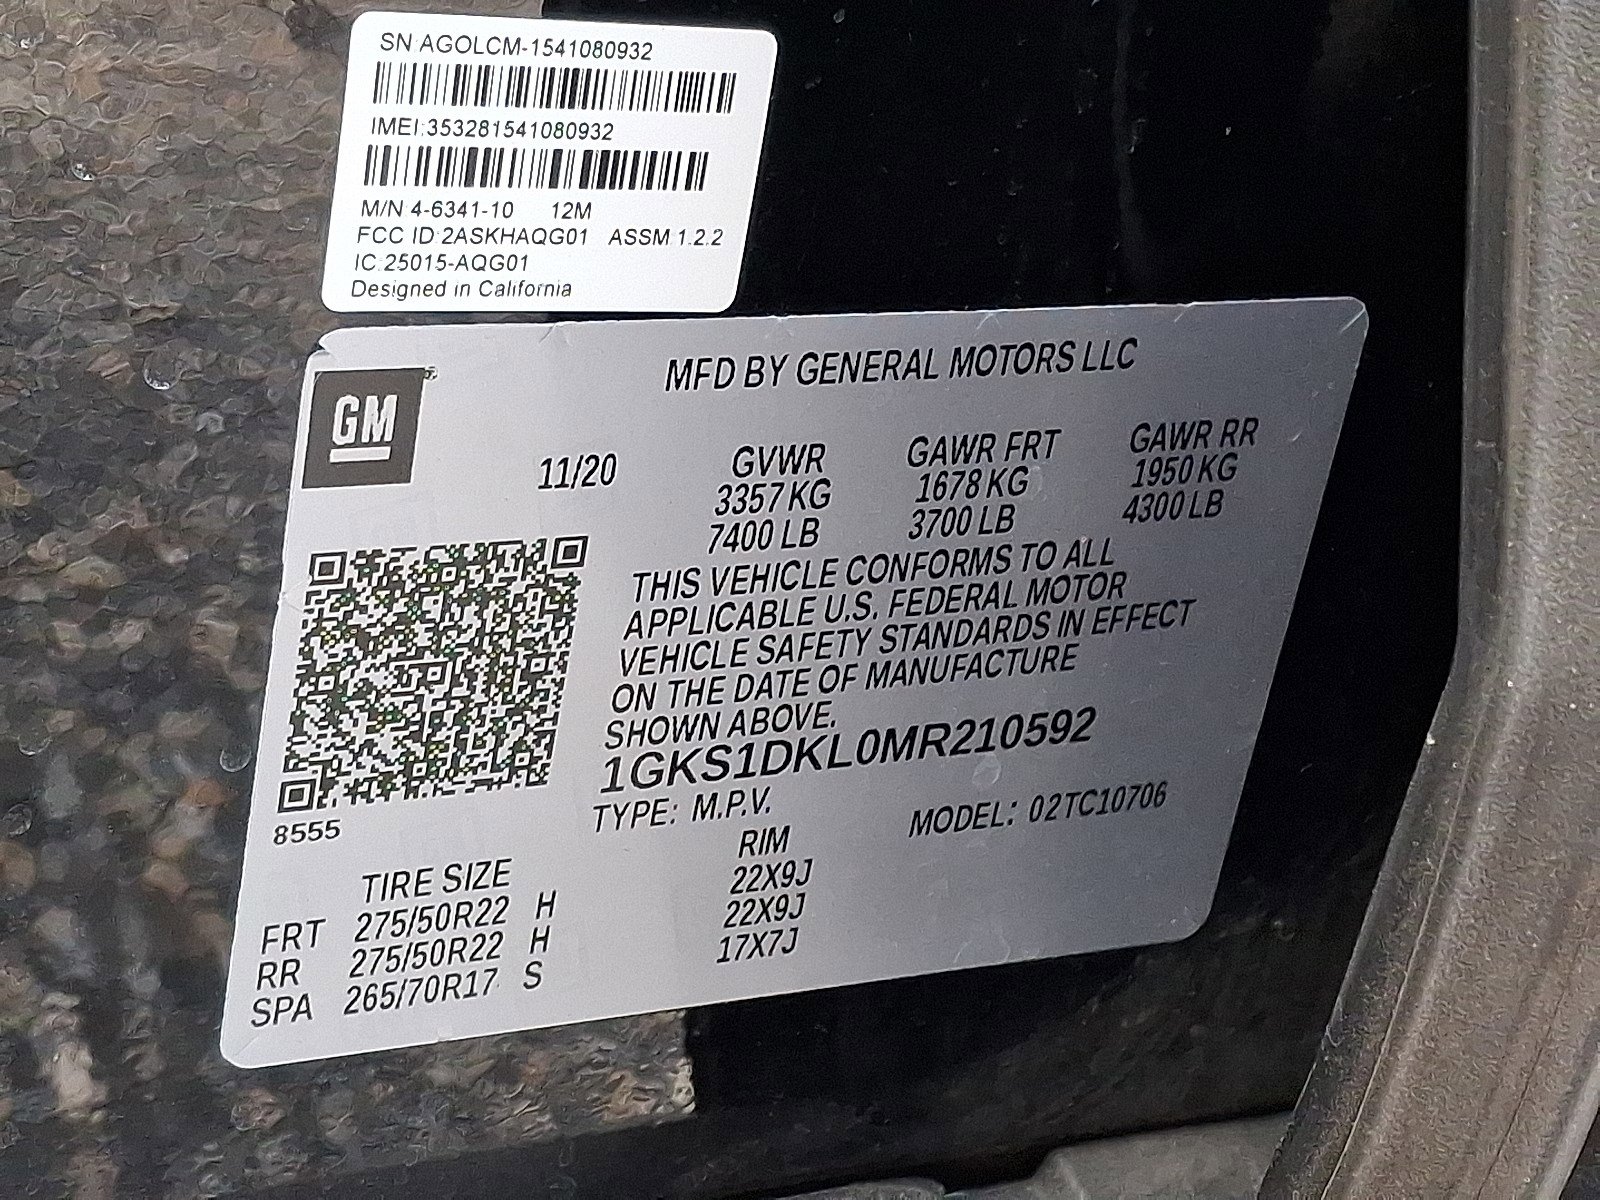 SN:AGOLCM-1541080932
IMEI:353281541080932
M/N 4-6341-10 12M
FCC ID:2ASKHAQG01 ASSM 1.2.2
IC:25015-AQG01
Designed in California
GM
MFD BY GENERAL MOTORS LLC
11/20 GVWR GAWR FRT GAWR RR
3357 KG 1678 KG 1950 KG
7400 LB 3700 LB 4300 LB
THIS VEHICLE CONFORMS TO ALL
APPLICABLE U.S. FEDERAL MOTOR
VEHICLE SAFETY STANDARDS IN EFFECT
ON THE DATE OF MANUFACTURE
SHOWN ABOVE.
1GKS1DKL0MR210592
8555
TYPE: M.P.V. MODEL: 02TC10706
TIRE SIZE RIM
FRT 275/50R22 H 22X9J
RR 275/50R22 H 22X9J
SPA 265/70R17 S 17X7J